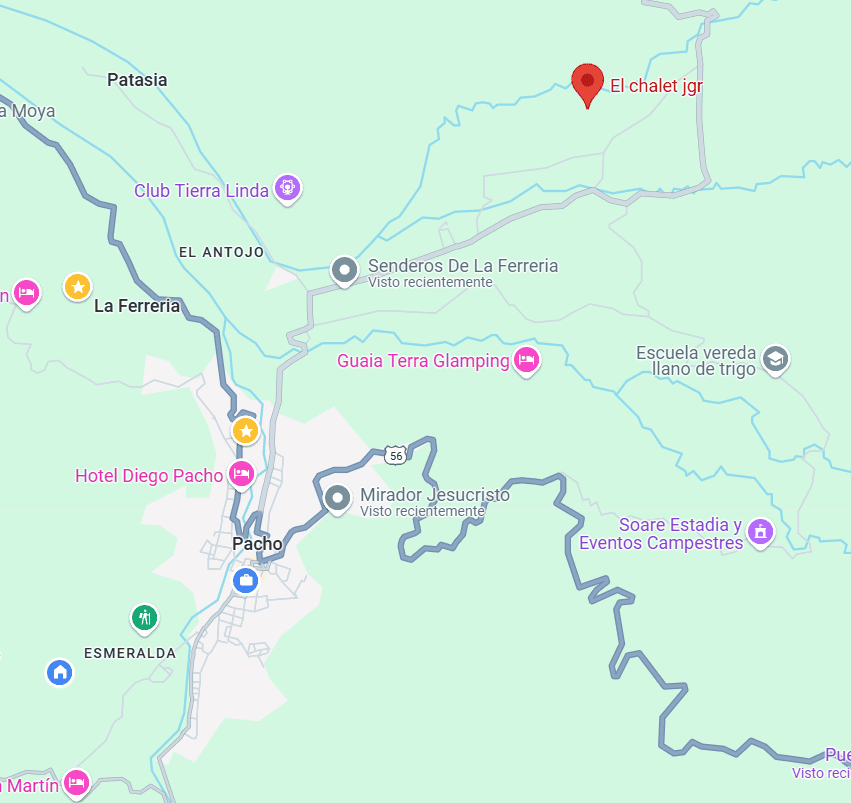 Patasia
El chalet jgr
a Moya
Club Tierra Linda
EL ANTOJO
Senderos De La Ferreria
Visto recientemente
n
La Ferreria
Guaia Terra Glamping
Escuela vereda
llano de trigo
56
Hotel Diego Pacho
Mirador Jesucristo
Visto recientemente
Soare Estadia y
Eventos Campestres
Pacho
ESMERALDA
Pue
Visto reci
Martín